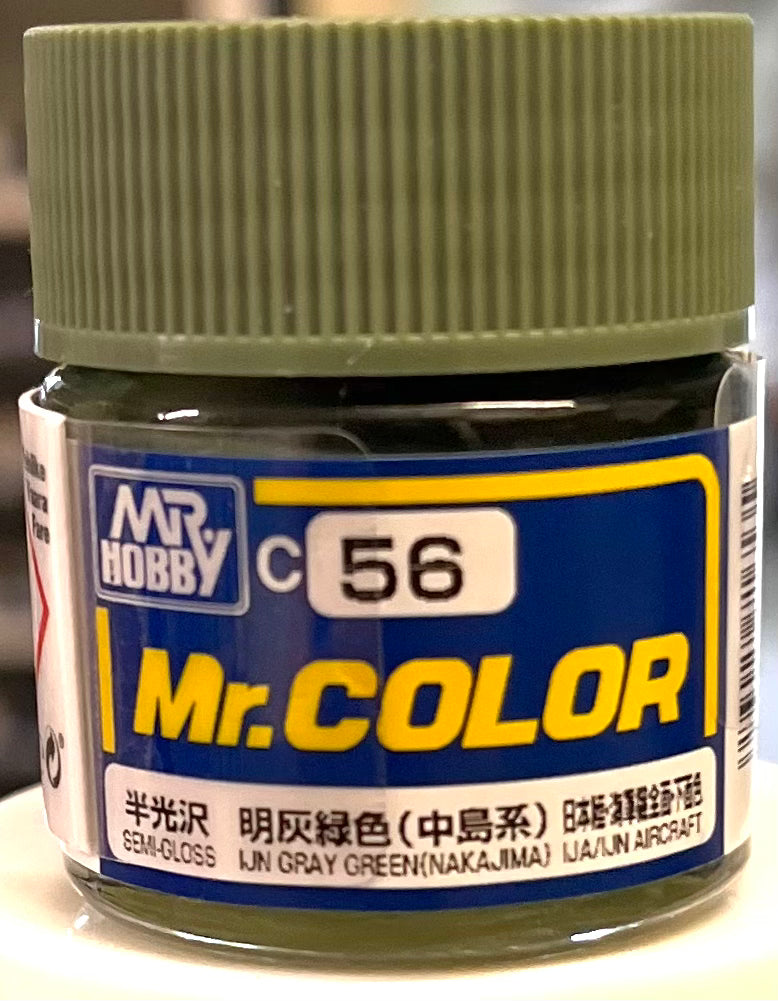 MR. HOBBY
C 56
Mr.COLOR
半光沢 明灰緑色(中島系)
SEMI-GLOSS IJN GRAY GREEN(NAKAJIMA) IJA/IJN AIRCRAFT